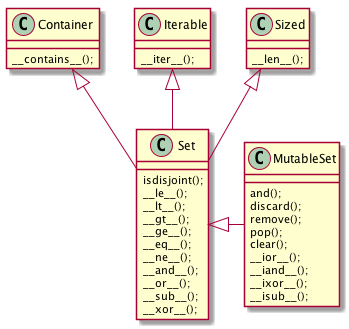 C Container
__contains__();
C Iterable
__iter__();
C Sized
__len__();
C Set
isdisjoint();
__le__();
__lt__();
__gt__();
__ge__();
__eq__();
__ne__();
__and__();
__or__();
__sub__();
__xor__();
C MutableSet
and();
discard();
remove();
pop();
clear();
__ior__();
__iand__();
__ixor__();
__isub__();